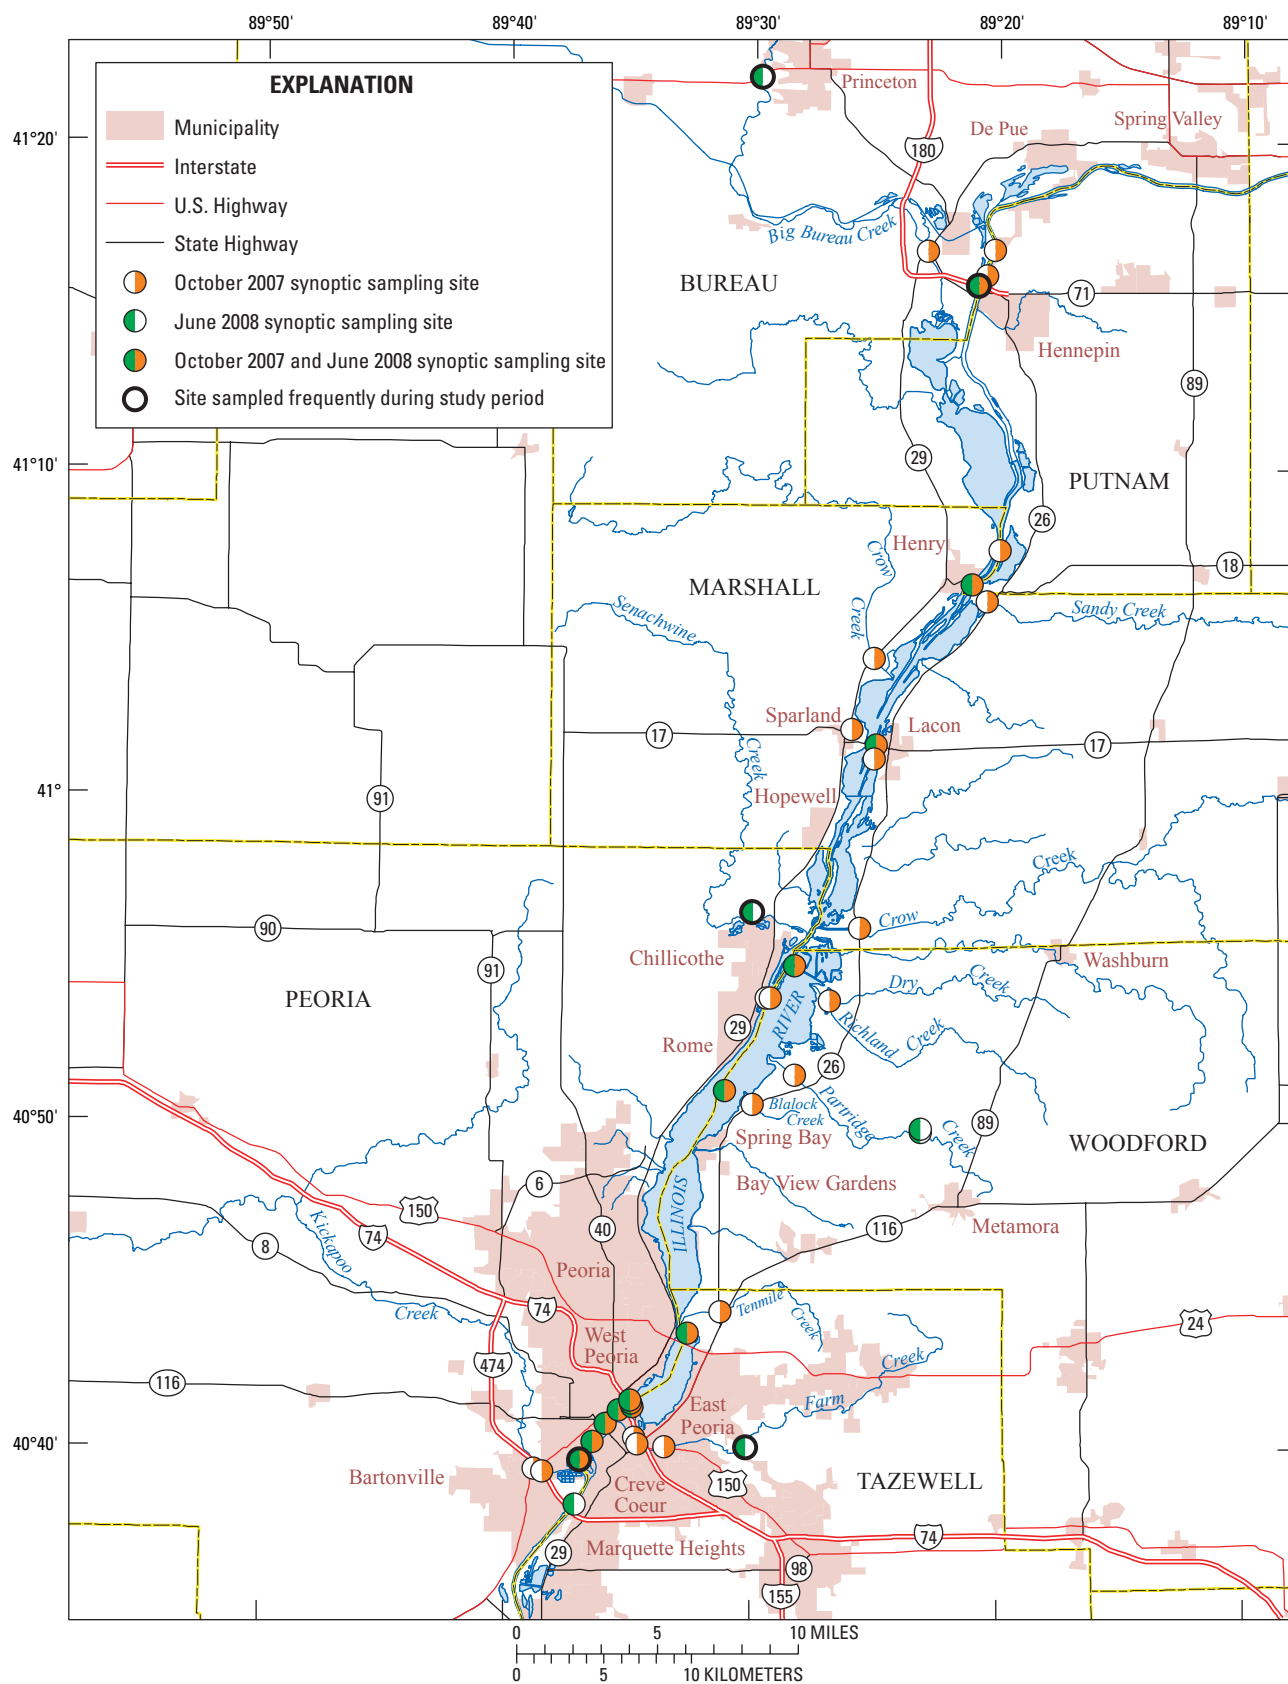 89°50' 89°40' 89°30' 89°20' 89°10'
EXPLANATION
Municipality
Interstate
U.S. Highway
State Highway
October 2007 synoptic sampling site
June 2008 synoptic sampling site
October 2007 and June 2008 synoptic sampling site
Site sampled frequently during study period
41°20'
41°10'
41°
40°50'
40°40'
Princeton
De Pue
Spring Valley
180
Big Bureau Creek
BUREAU
71
Hennepin
89
29
PUTNAM
26
Henry
Crow
Creek
18
MARSHALL
Senachwine
Creek
Sandy Creek
Sparland
Lacon
17
17
91
Hopewell
Creek
Crow
90
Chillicothe
Washburn
91
PEORIA
Dry
Creek
RIVER
29
Richland
Creek
Rome
26
Blalock
Creek
Partridge
Creek
89
Spring Bay
WOODFORD
6
Bay View Gardens
ILLINOIS
150
40
116
Metamora
Kickapoo
Creek
74
8
Peoria
74
Tenmile
Creek
West
Peoria
24
474
Creek
Farm
116
East
Peoria
Bartonville
Creve
Coeur
150
TAZEWELL
74
29
Marquette Heights
98
155
0 5 10 MILES
0 5 10 KILOMETERS